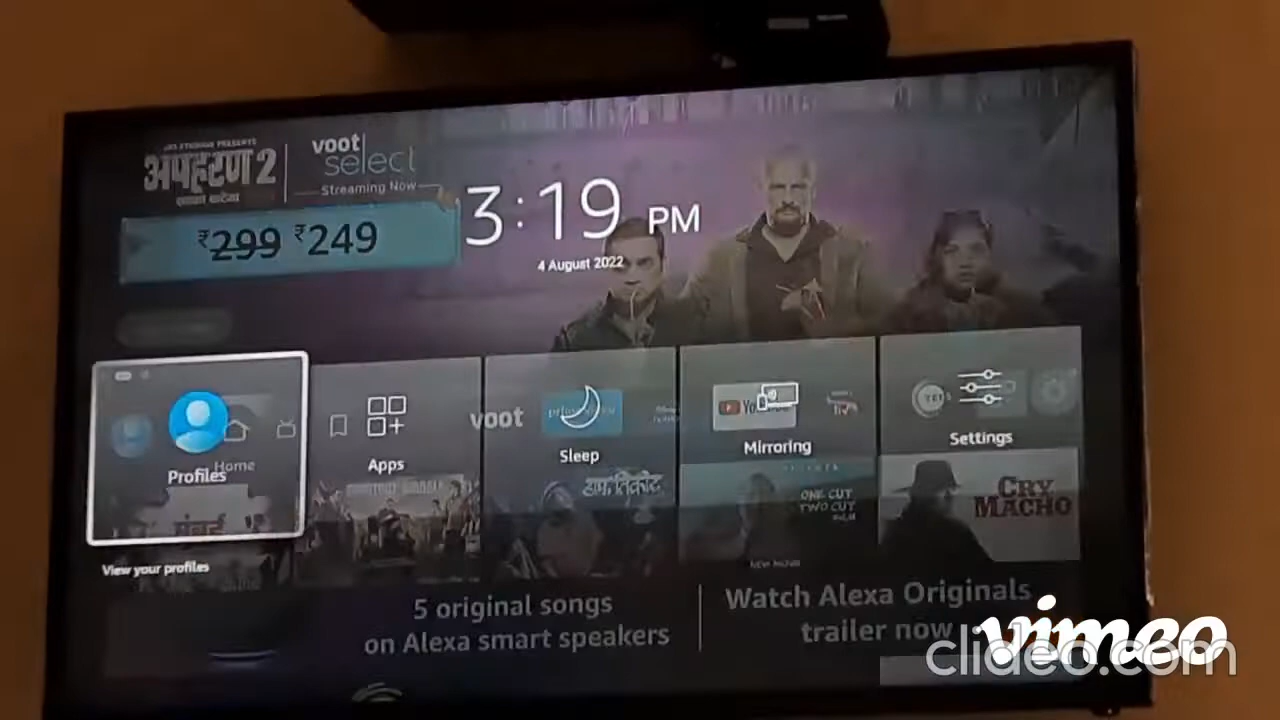 अपहरण 2
voot
select
Streaming Now
₹299 ₹249
3:19 PM
4 August 2022
Profiles
Home
Apps
voot
Sleep
Mirroring
Settings
ONE CUT
TWO CUT
CRY
MACHO
View your profiles
5 original songs
on Alexa smart speakers
Watch Alexa Originals
trailer now
vimeo
clideo.com